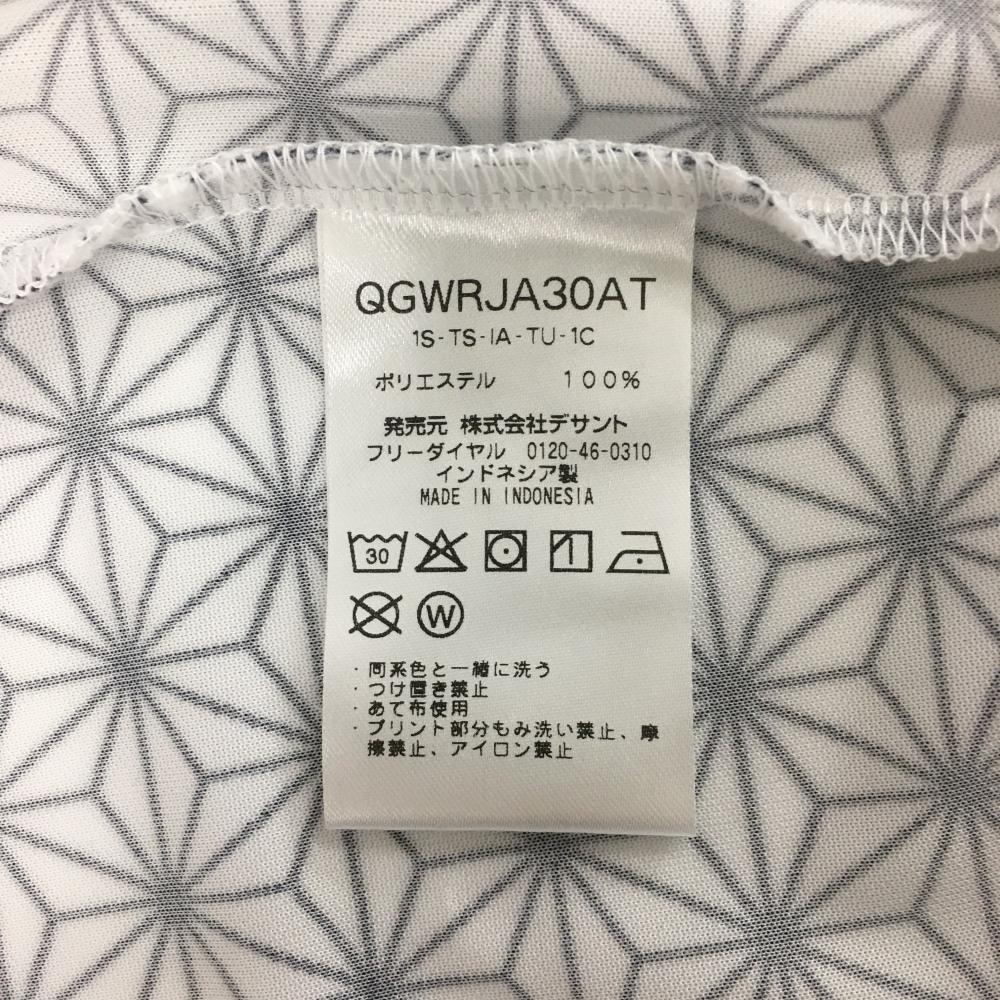 QGWRJA30AT
1S-TS-IA-TU-1C
ポリエステル 100%
発売元 株式会社デサント
フリーダイヤル 0120-46-0310
インドネシア製
MADE IN INDONESIA
30
W
・同系色と一緒に洗う
・つけ置き禁止
・あて布使用
・プリント部分もみ洗い禁止、摩
擦禁止、アイロン禁止